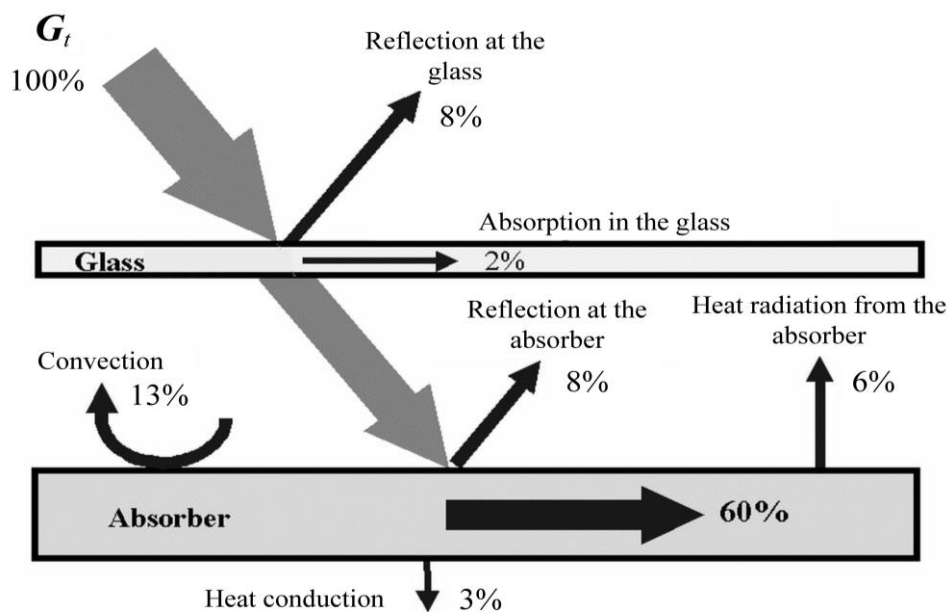 G_t
100%
Reflection at the
glass
8%
Absorption in the glass
Glass
2%
Reflection at the
absorber
8%
Heat radiation from the
absorber
6%
Convection
13%
Absorber
60%
Heat conduction
3%